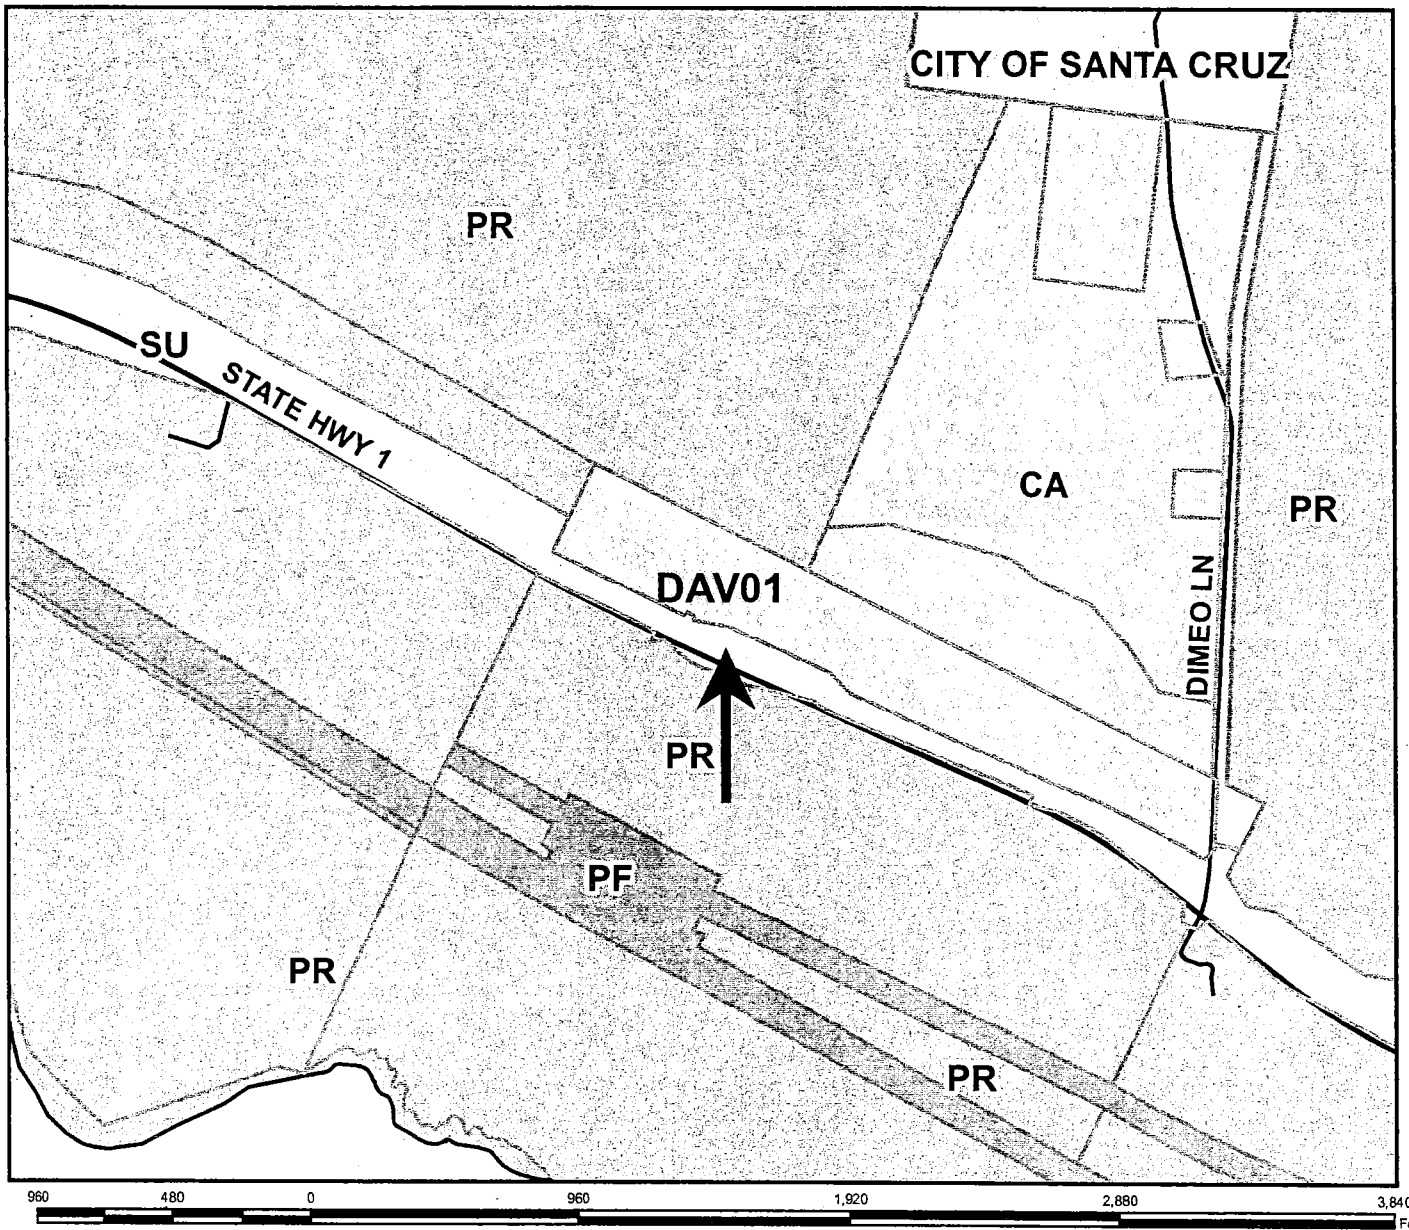 CITY OF SANTA CRUZ
PR
SU
STATE HWY 1
CA
PR
DAV01
DIMEO LN
PR
PF
PR
PR
960 480 0 960 1,920 2,880 3,840